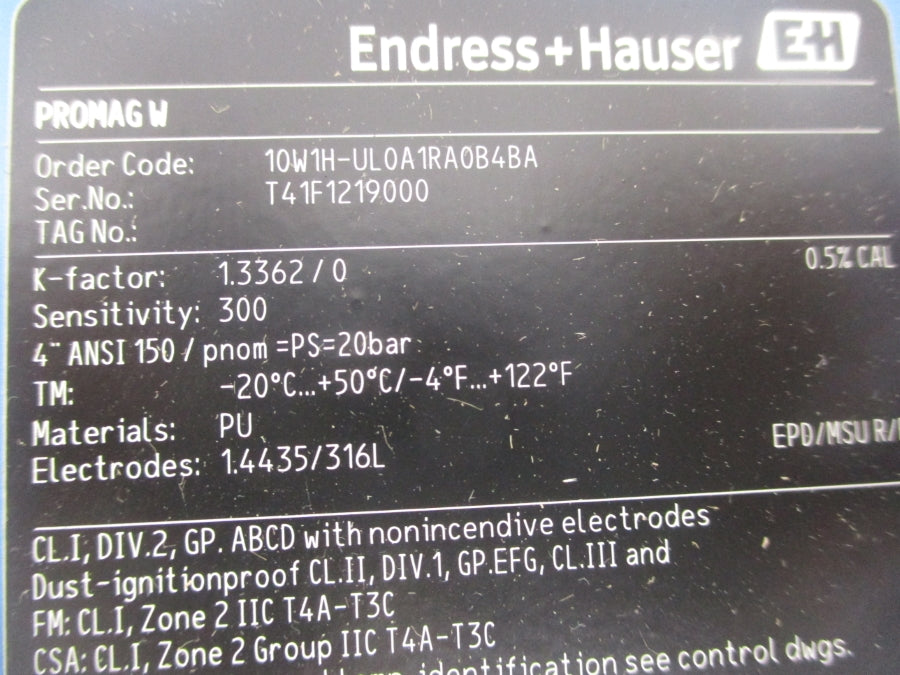 Endress+Hauser EH
PROMAG W
Order Code: 10W1H-UL0A1RA0B4BA
Ser.No.: T41F1219000
TAG No.:
K-factor: 1.3362 / 0 0.5% CAL
Sensitivity: 300
4" ANSI 150 / pnom =PS=20bar
TM: -20°C...+50°C/-4°F...+122°F
Materials: PU
Electrodes: 1.4435/316L EPD/MSU R/
CL.I, DIV.2, GP. ABCD with nonincendive electrodes
Dust-ignitionproof CL.II, DIV.1, GP.EFG, CL.III and
FM: CL.I, Zone 2 IIC T4A-T3C
CSA: CL.I, Zone 2 Group IIC T4A-T3C
identification see control dwgs.